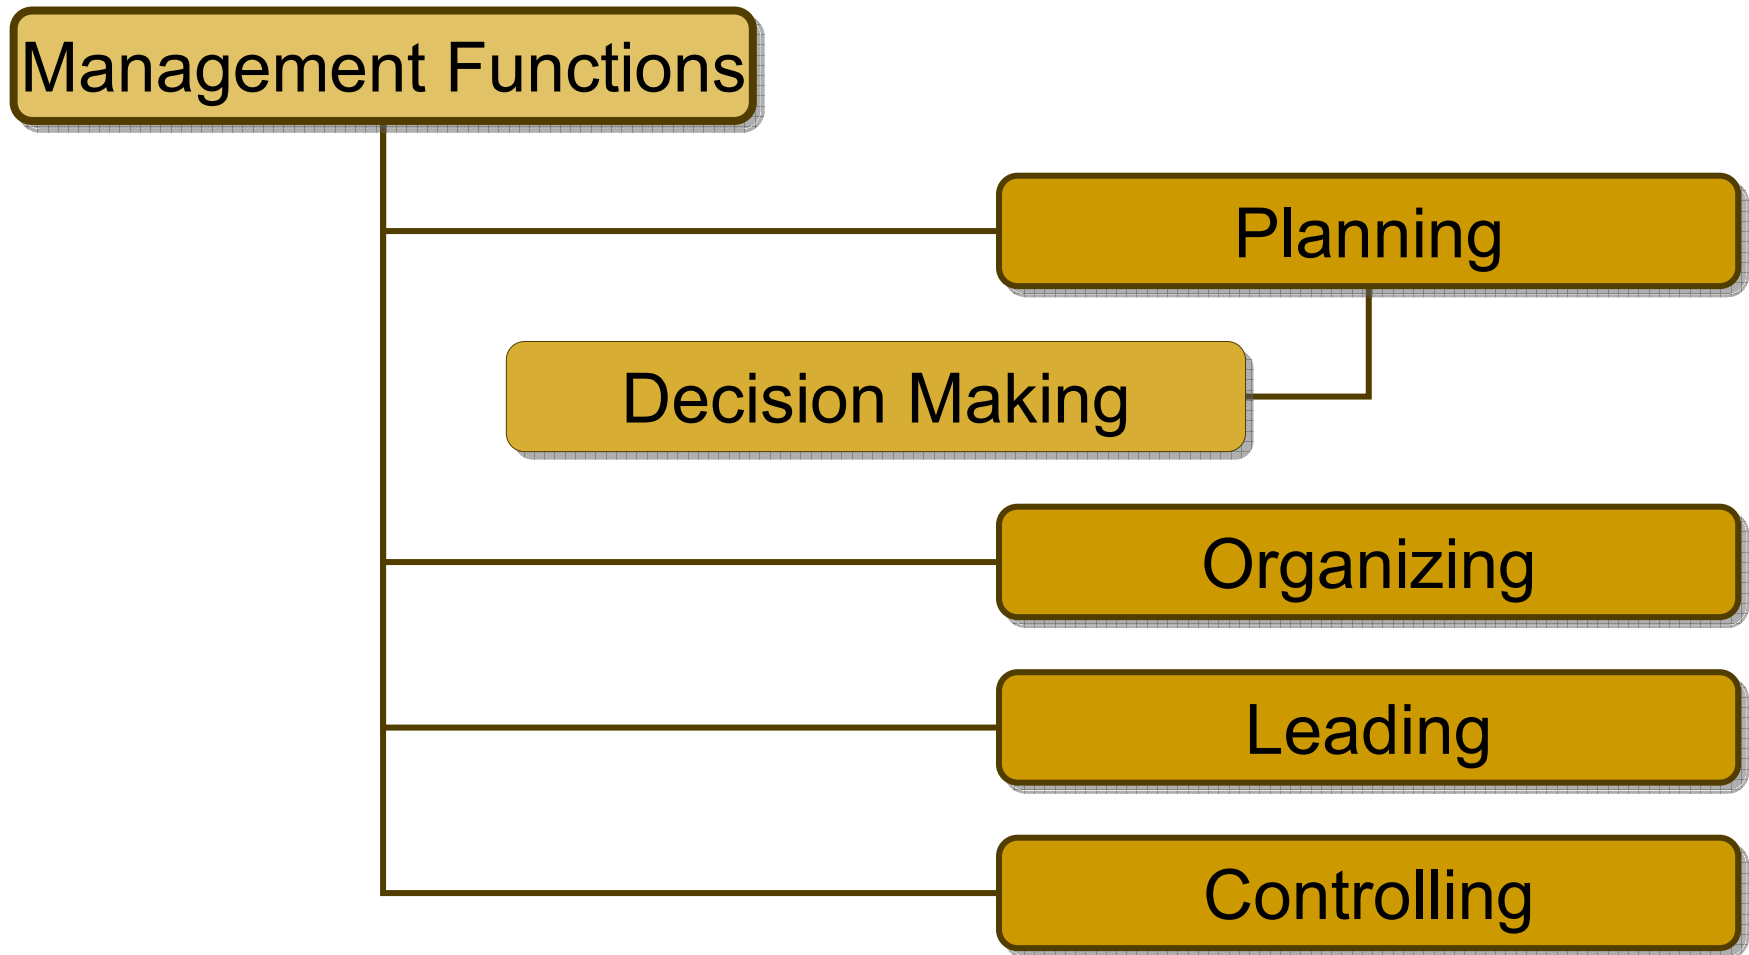 Management Functions
Planning
Decision Making
Organizing
Leading
Controlling